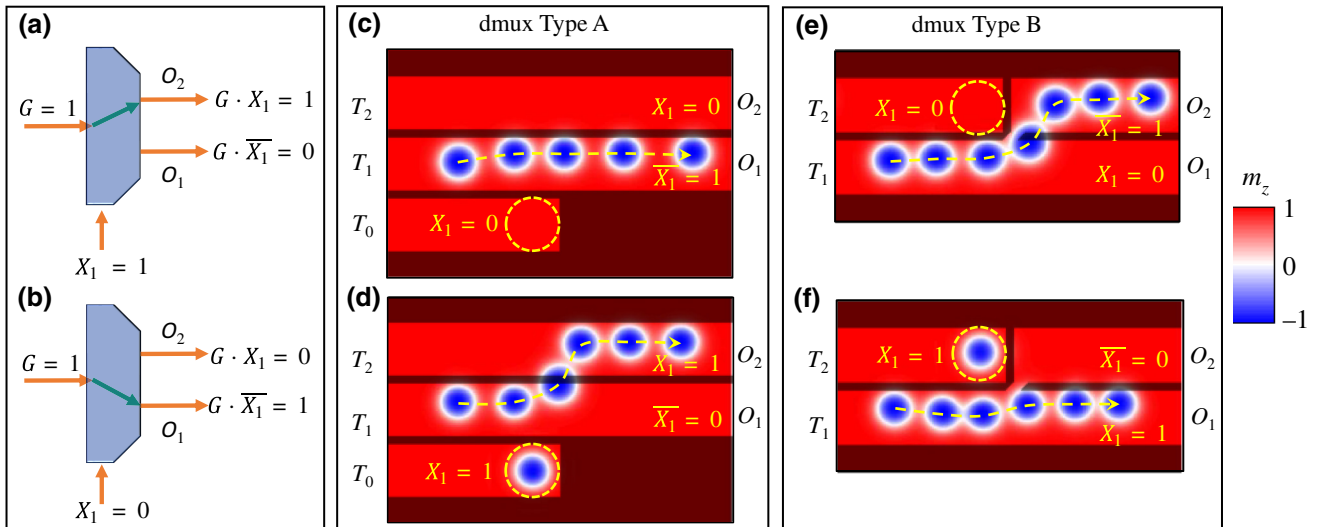 (a)
O₂
G = 1
G · X₁ = 1
G · X̅₁̅ = 0
O₁
X₁ = 1
(b)
O₂
G = 1
G · X₁ = 0
G · X̅₁̅ = 1
O₁
X₁ = 0
(c)
dmux Type A
T₂
X₁ = 0
O₂
T₁
X̅₁̅ = 1
O₁
T₀
X₁ = 0
(d)
T₂
X₁ = 1
O₂
T₁
X̅₁̅ = 0
O₁
T₀
X₁ = 1
(e)
dmux Type B
T₂
X₁ = 0
X̅₁̅ = 1
O₂
T₁
X₁ = 0
O₁
(f)
T₂
X₁ = 1
X̅₁̅ = 0
O₂
T₁
X₁ = 1
O₁
m_z
1
0
–1